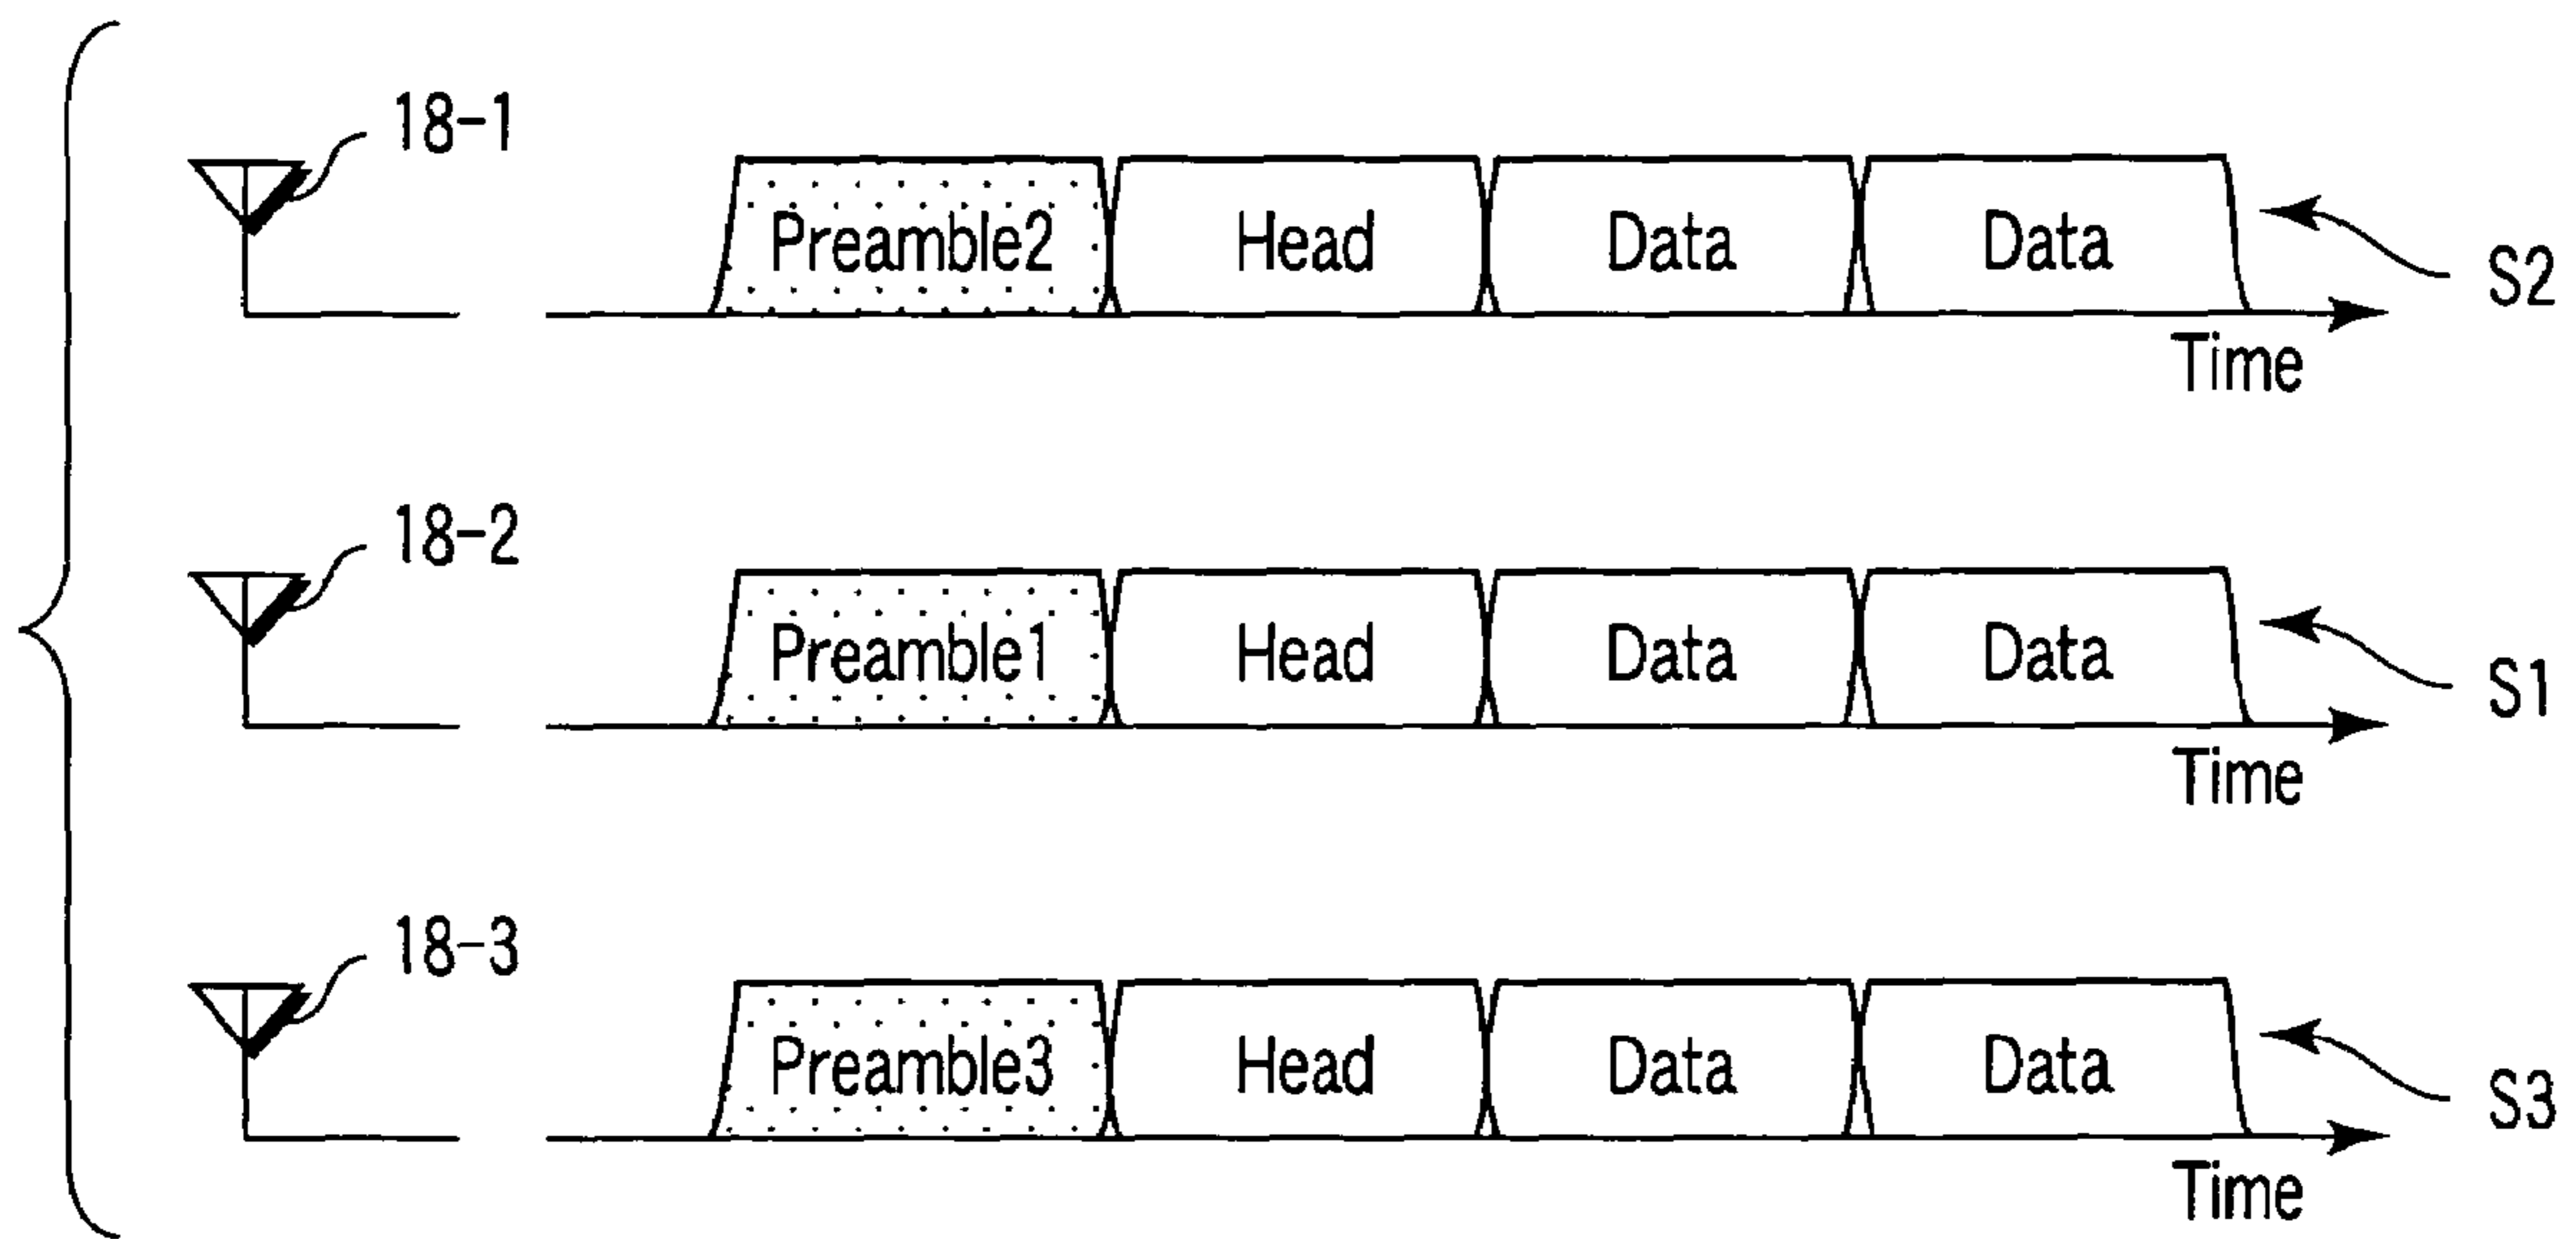 18-1
Preamble2 Head Data Data
S2
Time
18-2
Preamble1 Head Data Data
S1
Time
18-3
Preamble3 Head Data Data
S3
Time